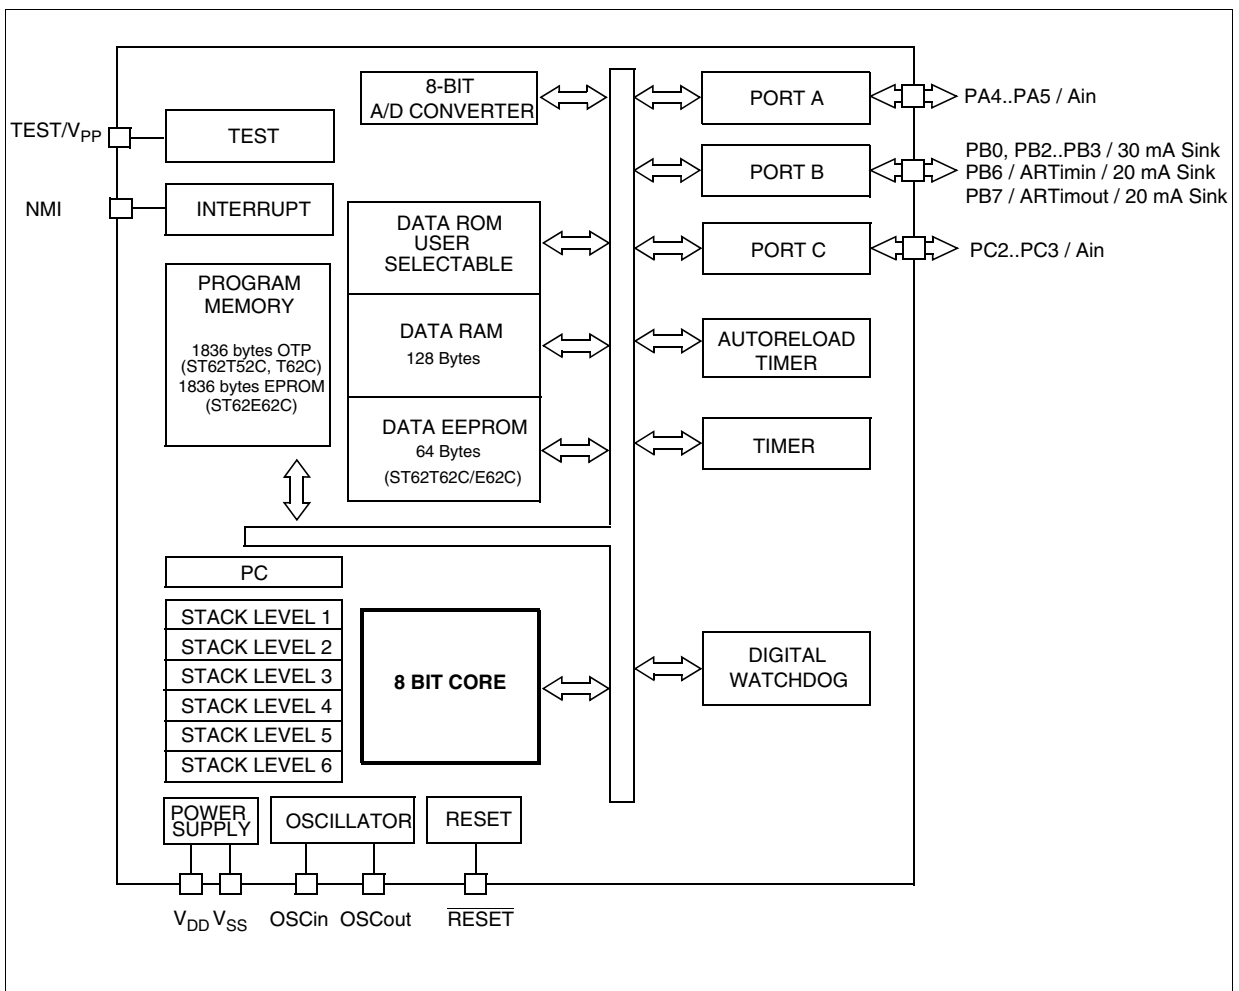 8-BIT
A/D CONVERTER
PORT A
PA4..PA5 / Ain
TEST/VPP
TEST
PORT B
PB0, PB2..PB3 / 30 mA Sink
PB6 / ARTimin / 20 mA Sink
PB7 / ARTimout / 20 mA Sink
NMI
INTERRUPT
DATA ROM
USER
SELECTABLE
PORT C
PC2..PC3 / Ain
PROGRAM
MEMORY
1836 bytes OTP
(ST62T52C, T62C)
1836 bytes EPROM
(ST62E62C)
DATA RAM
128 Bytes
AUTORELOAD
TIMER
DATA EEPROM
64 Bytes
(ST62T62C/E62C)
TIMER
PC
STACK LEVEL 1
STACK LEVEL 2
STACK LEVEL 3
STACK LEVEL 4
STACK LEVEL 5
STACK LEVEL 6
8 BIT CORE
DIGITAL
WATCHDOG
POWER
SUPPLY
OSCILLATOR
RESET
VDD VSS OSCin OSCout RESET